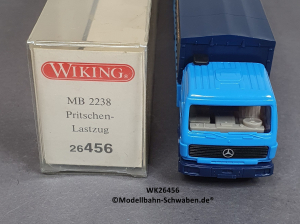 WIKING
MB 2238
Pritschen-
Lastzug
26456
WK26456
©Modellbahn-Schwaben.de®